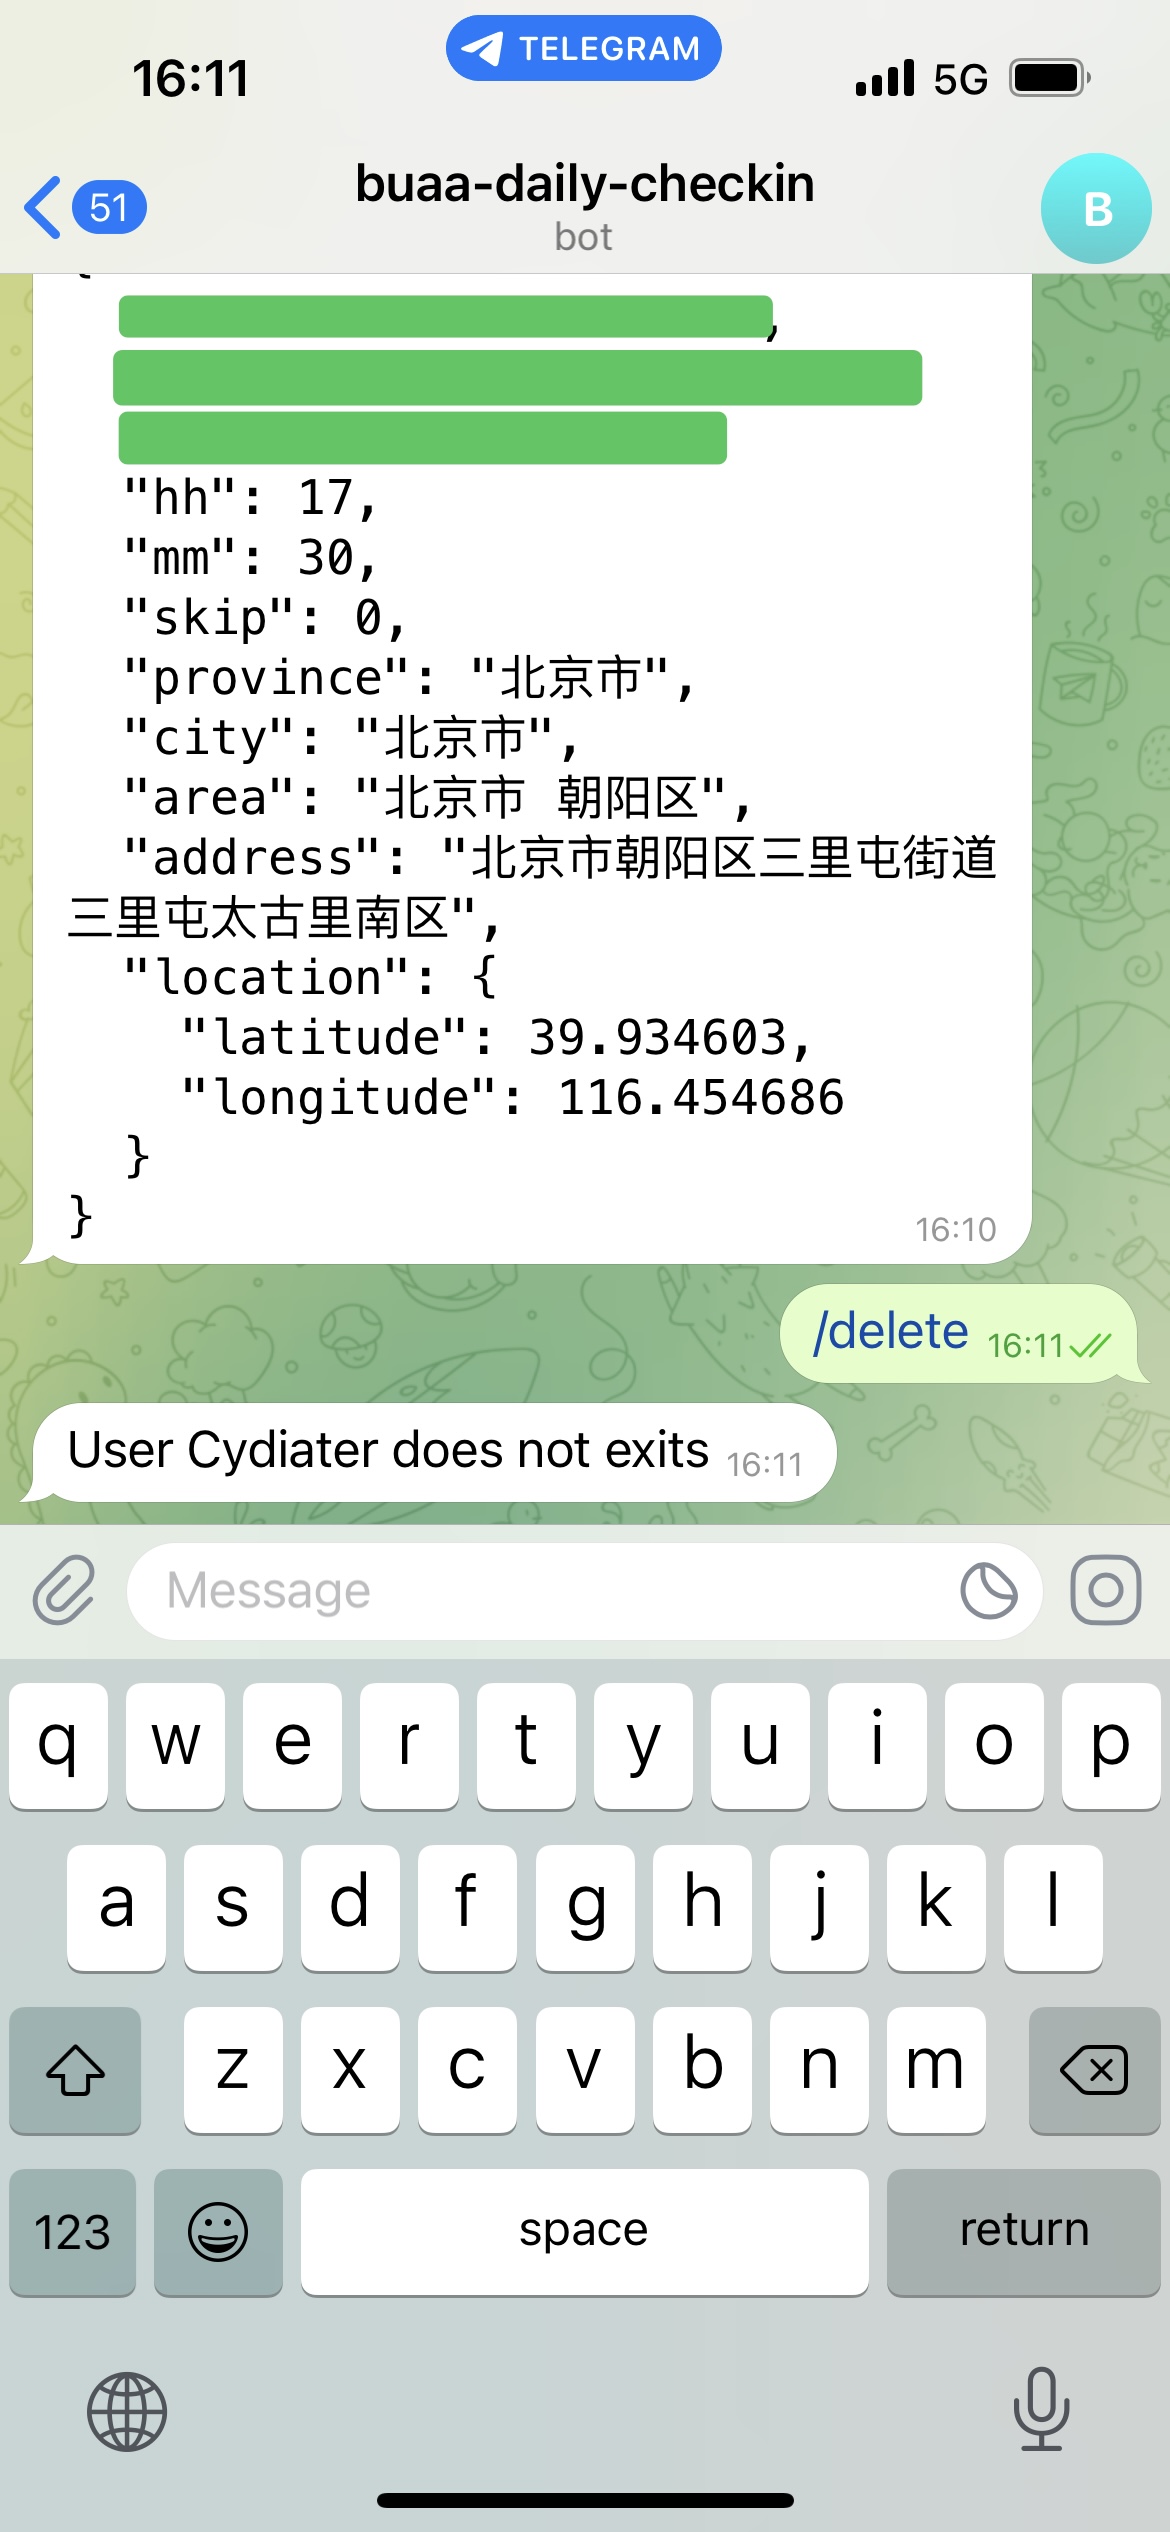 TELEGRAM
16:11
5G
51
buaa-daily-checkin
B
bot
,
"hh": 17,
"mm": 30,
"skip": 0,
"province": "北京市",
"city": "北京市",
"area": "北京市 朝阳区",
"address": "北京市朝阳区三里屯街道
三里屯太古里南区",
"location": {
"latitude": 39.934603,
"longitude": 116.454686
}
}
16:10
/delete 16:11
User Cydiater does not exits 16:11
Message
q w e r t y u i o p
a s d f g h j k l
z x c v b n m
123 space return